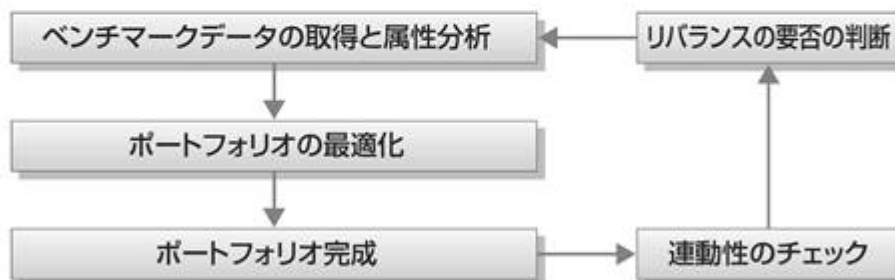 ベンチマークデータの取得と属性分析
リバランスの要否の判断
ポートフォリオの最適化
ポートフォリオ完成
連動性のチェック